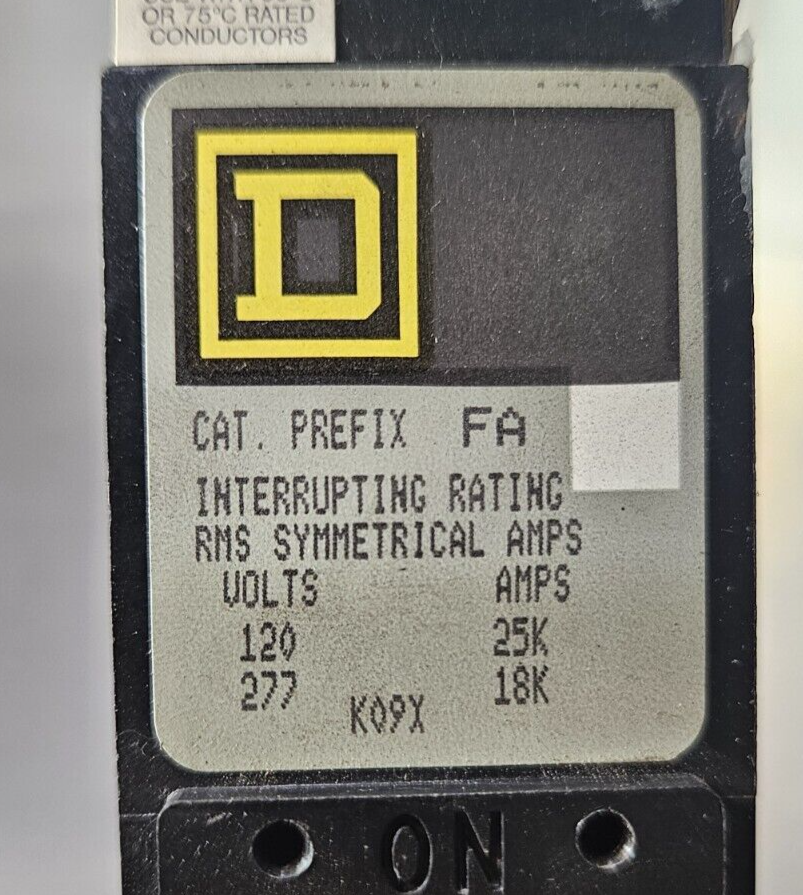 OR 75°C RATED
CONDUCTORS
D
CAT. PREFIX FA
INTERRUPTING RATING
RMS SYMMETRICAL AMPS
VOLTS AMPS
120 25K
277 18K
K09X
ON